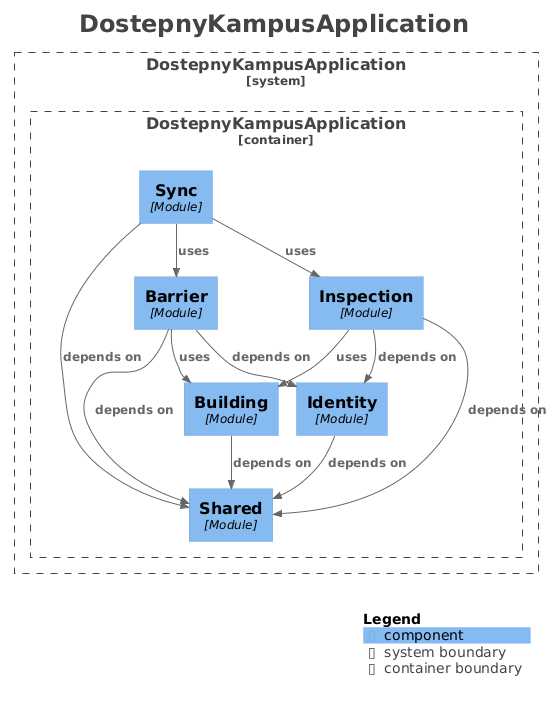 DostepnyKampusApplication
DostepnyKampusApplication
[system]
DostepnyKampusApplication
[container]
Sync
[Module]
uses
uses
Barrier
[Module]
Inspection
[Module]
depends on
uses
depends on
uses
depends on
depends on
depends on
Building
[Module]
Identity
[Module]
depends on
depends on
Shared
[Module]
Legend
component
system boundary
container boundary